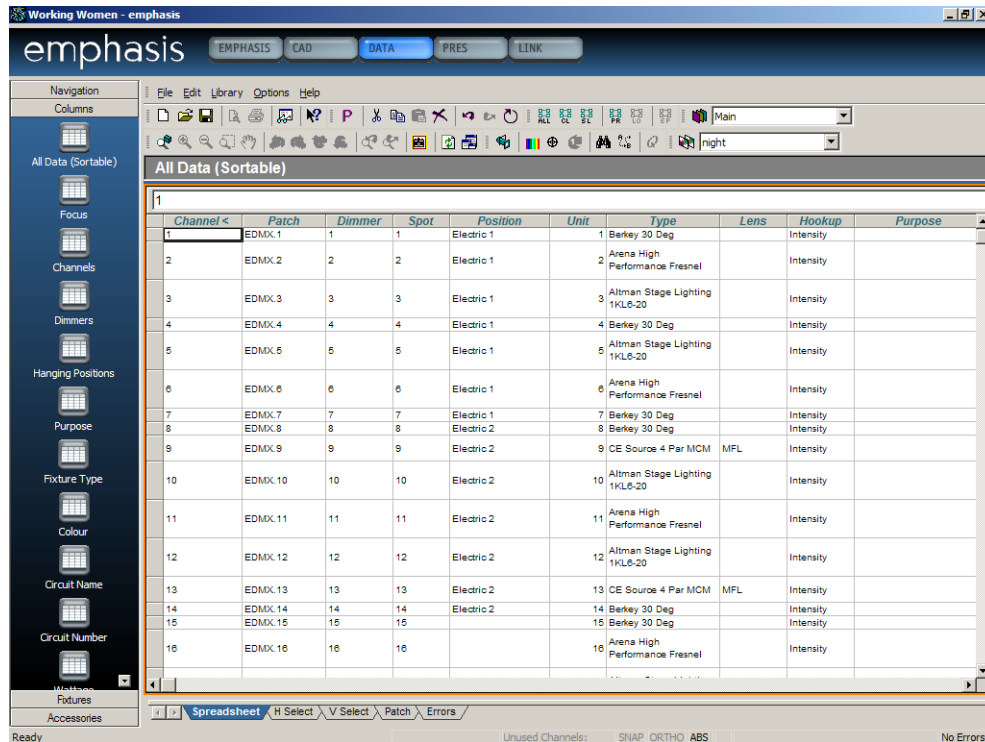 Working Women - emphasis
emphasis
EMPHASIS CAD DATA PRES LINK
Navigation
Columns
All Data (Sortable)
Focus
Channels
Dimmers
Hanging Positions
Purpose
Fixture Type
Colour
Circuit Name
Circuit Number
Wattage
Fixtures
Accessories
File Edit Library Options Help
P ALL CL SL PR LO SP Main
night
All Data (Sortable)
1
Channel < Patch Dimmer Spot Position Unit Type Lens Hookup Purpose
1 EDMX.1 1 1 Electric 1 1 Berkey 30 Deg Intensity
2 EDMX.2 2 2 Electric 1 2 Arena High Performance Fresnel Intensity
3 EDMX.3 3 3 Electric 1 3 Altman Stage Lighting 1KL6-20 Intensity
4 EDMX.4 4 4 Electric 1 4 Berkey 30 Deg Intensity
5 EDMX.5 5 5 Electric 1 5 Altman Stage Lighting 1KL6-20 Intensity
6 EDMX.6 6 6 Electric 1 6 Arena High Performance Fresnel Intensity
7 EDMX.7 7 7 Electric 1 7 Berkey 30 Deg Intensity
8 EDMX.8 8 8 Electric 2 8 Berkey 30 Deg Intensity
9 EDMX.9 9 9 Electric 2 9 CE Source 4 Par MCM MFL Intensity
10 EDMX.10 10 10 Electric 2 10 Altman Stage Lighting 1KL6-20 Intensity
11 EDMX.11 11 11 Electric 2 11 Arena High Performance Fresnel Intensity
12 EDMX.12 12 12 Electric 2 12 Altman Stage Lighting 1KL6-20 Intensity
13 EDMX.13 13 13 Electric 2 13 CE Source 4 Par MCM MFL Intensity
14 EDMX.14 14 14 Electric 2 14 Berkey 30 Deg Intensity
15 EDMX.15 15 15 15 Berkey 30 Deg Intensity
16 EDMX.16 16 16 16 Arena High Performance Fresnel Intensity
Spreadsheet H Select V Select Patch Errors
Ready Unused Channels: SNAP ORTHO ABS No Errors